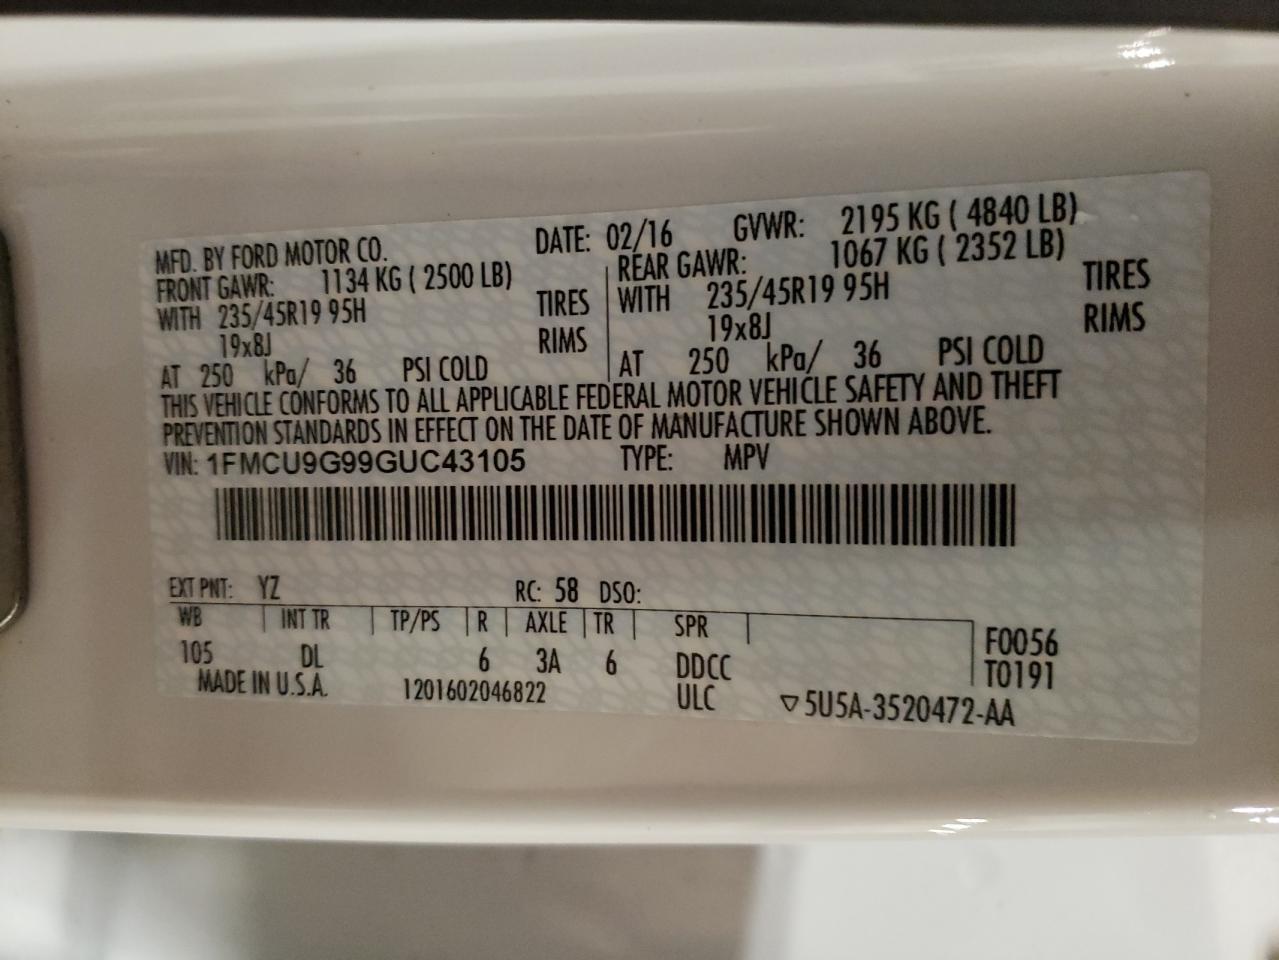 MFD. BY FORD MOTOR CO. DATE: 02/16 GVWR: 2195 KG ( 4840 LB)
FRONT GAWR: 1134 KG ( 2500 LB) REAR GAWR: 1067 KG ( 2352 LB)
WITH 235/45R19 95H TIRES WITH 235/45R19 95H TIRES
19x8J RIMS 19x8J RIMS
AT 250 kPa/ 36 PSI COLD AT 250 kPa/ 36 PSI COLD
THIS VEHICLE CONFORMS TO ALL APPLICABLE FEDERAL MOTOR VEHICLE SAFETY AND THEFT
PREVENTION STANDARDS IN EFFECT ON THE DATE OF MANUFACTURE SHOWN ABOVE.
VIN: 1FMCU9G99GUC43105 TYPE: MPV
EXT PNT: YZ RC: 58 DSO:
WB INT TR TP/PS R AXLE TR SPR
105 DL 6 3A 6 DDCC F0056
T0191
MADE IN U.S.A. 1201602046822 ULC ▽5U5A-3520472-AA